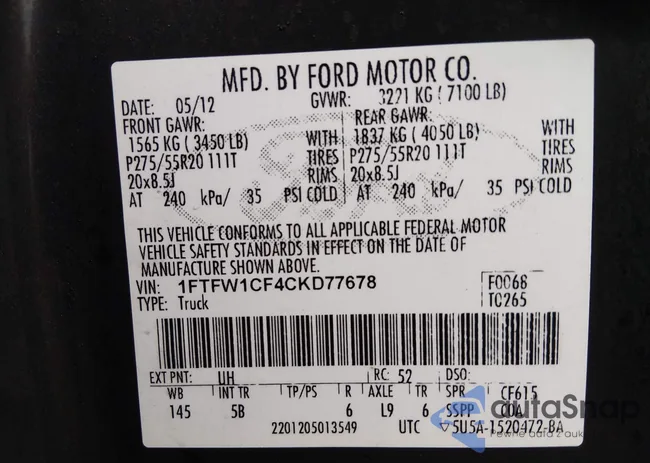 MFD. BY FORD MOTOR CO.
DATE: 05/12 GVWR: 3221 KG ( 7100 LB)
FRONT GAWR: REAR GAWR:
1565 KG ( 3450 LB) WITH 1837 KG ( 4050 LB) WITH
P275/55R20 111T TIRES P275/55R20 111T TIRES
20x8.5J RIMS 20x8.5J RIMS
AT 240 kPa/ 35 PSI COLD AT 240 kPa/ 35 PSI COLD
THIS VEHICLE CONFORMS TO ALL APPLICABLE FEDERAL MOTOR
VEHICLE SAFETY STANDARDS IN EFFECT ON THE DATE OF
MANUFACTURE SHOWN ABOVE.
VIN: 1FTFW1CF4CKD77678 F0068
TYPE: Truck T0265
EXT PNT: UH RC: 52 DSO:
WB INT TR TP/PS R AXLE TR SPR CF615
145 5B 6 L9 6 SSPP
2201205013549 UTC ▽5U5A-1520472-BA
autoSnap
Pewne auta z auk